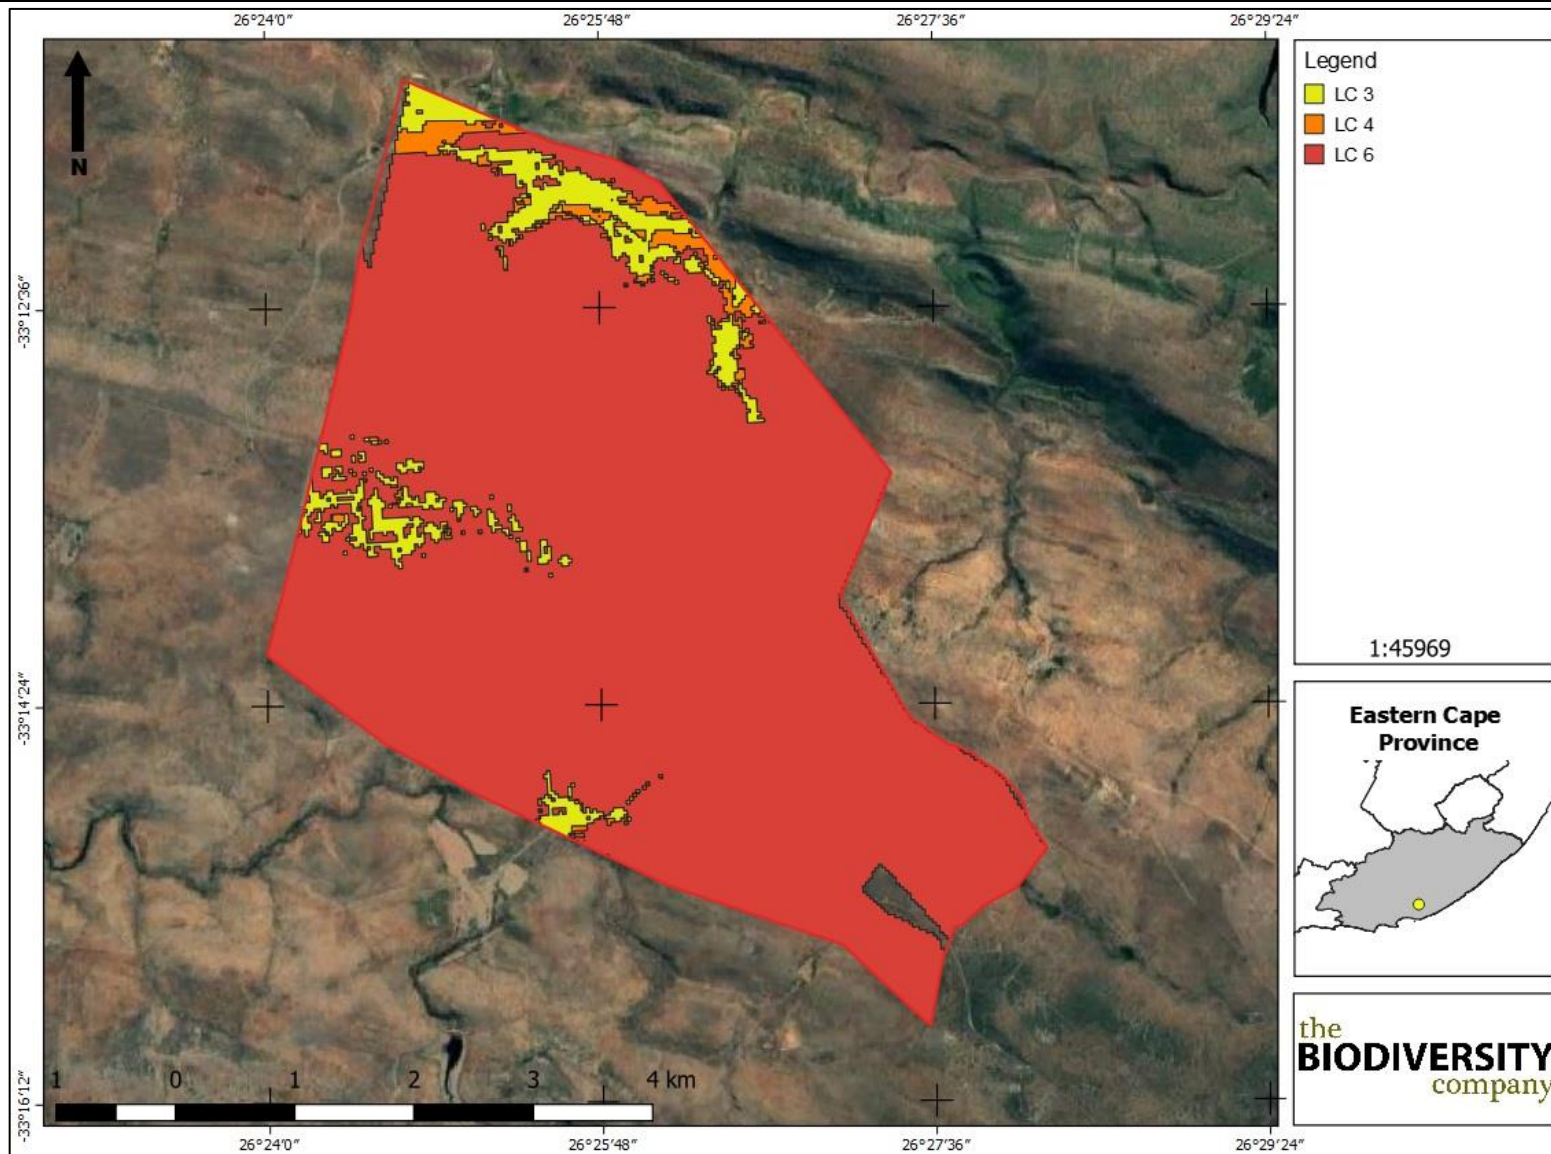 26°24′0″ 26°25′48″ 26°27′36″ 26°29′24″
N
-33°12′36″
-33°14′24″
-33°16′12″
1 0 1 2 3 4 km
26°24′0″ 26°25′48″ 26°27′36″ 26°29′24″
Legend
LC 3
LC 4
LC 6
1:45969
Eastern Cape
Province
the
BIODIVERSITY
company